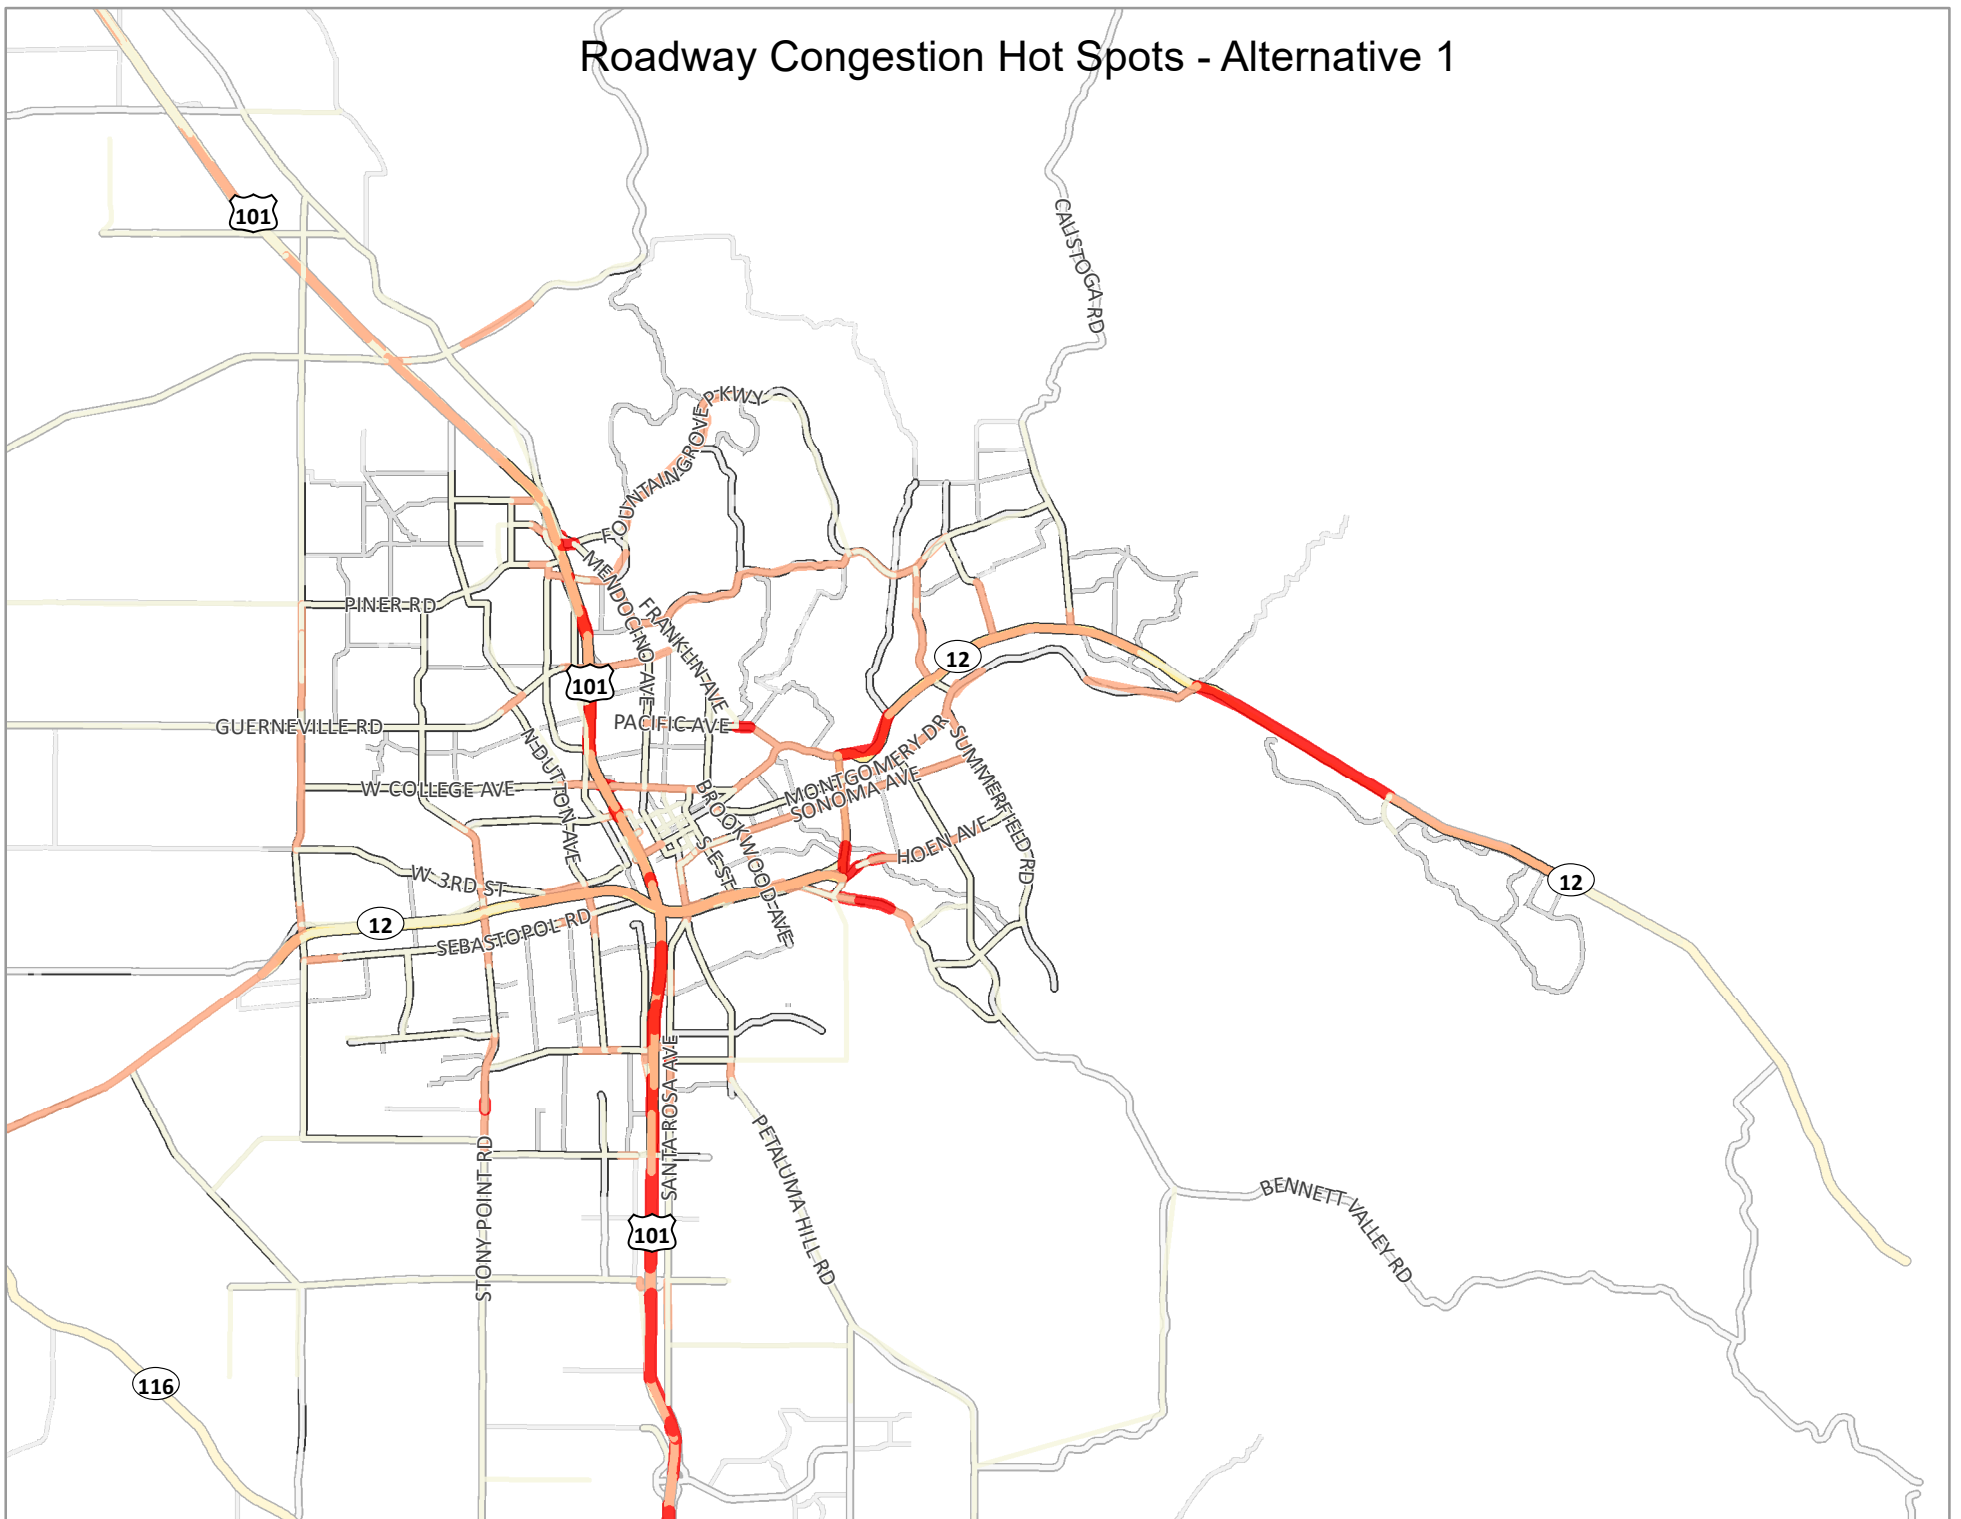 Roadway Congestion Hot Spots - Alternative 1
101
CALISTOGA RD
FOUNTAINGROVE PKWY
MENDOCINO AVE
FRANKLIN AVE
PINER RD
12
101
GUERNEVILLE RD
PACIFIC AVE
N DUTTON AVE
W COLLEGE AVE
MONTGOMERY DR
SONOMA AVE
SUMMERFIELD RD
BROOKWOOD AVE
S E ST
HOEN AVE
W 3RD ST
12
12
SEBASTOPOL RD
SANTA ROSA AVE
STONY POINT RD
PETALUMA HILL RD
BENNETT VALLEY RD
101
116